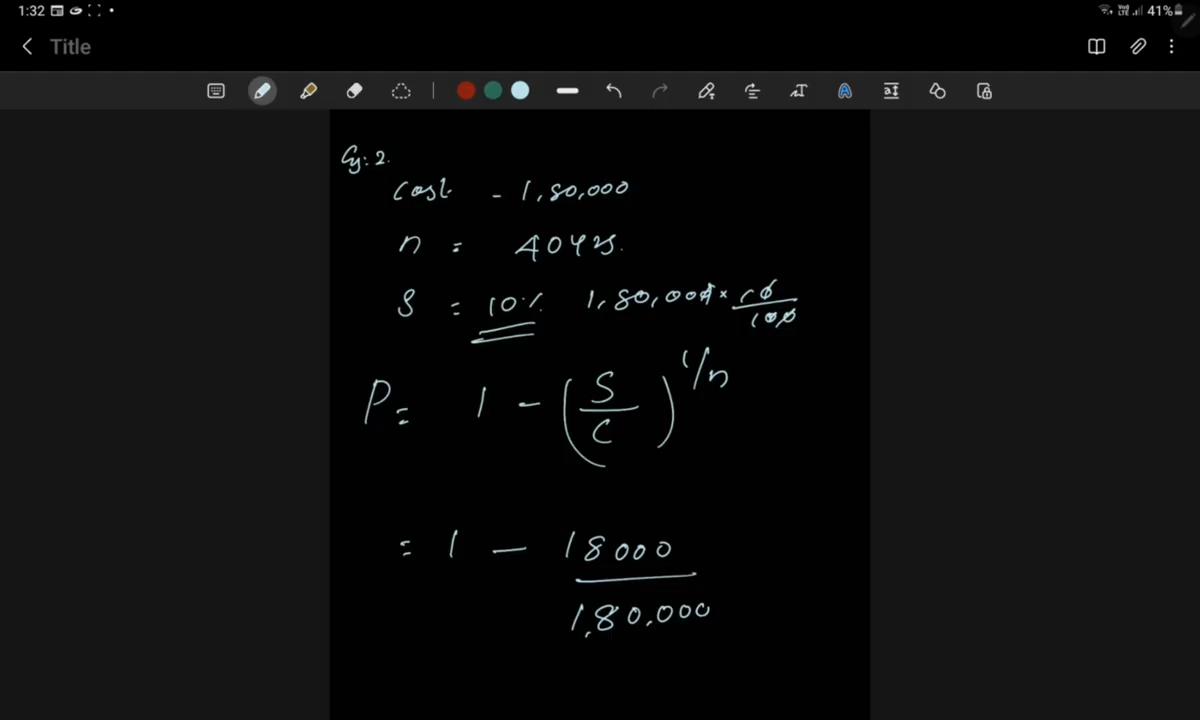 1:32 41%
Title
Eg: 2.
Cost - 1,80,000
n = 40 yrs.
S = 10% 1,80,000 × 10/100
P = 1 - (S/C)^1/n
= 1 - 18000
1,80,000